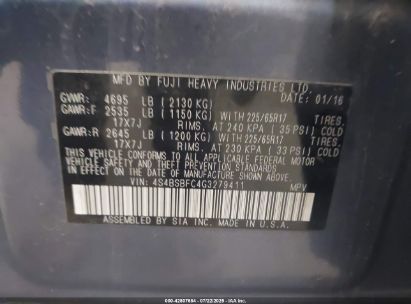 MFD BY FUJI HEAVY INDUSTRIES LTD.
GVWR: 4695 LB ( 2130 KG) DATE: 01/16
GAWR:F 2535 LB ( 1150 KG) WITH 225/65R17 TIRES,
17X7J RIMS, AT 240 KPA ( 35 PSI) COLD
GAWR:R 2645 LB ( 1200 KG) WITH 225/65R17 TIRES,
17X7J RIMS, AT 230 KPA ( 33 PSI) COLD
THIS VEHICLE CONFORMS TO ALL APPLICABLE FEDERAL MOTOR
VEHICLE SAFETY AND THEFT PREVENTION STANDARDS IN
EFFECT ON THE DATE OF MANUFACTURE SHOWN ABOVE.
VIN: 4S4BSBFC4G3279411 MPV
ASSEMBLED BY SIA INC. MADE IN U.S.A.